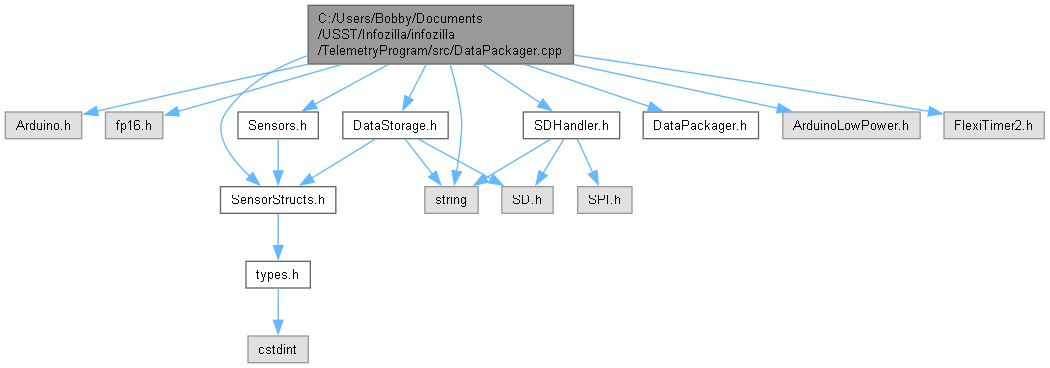 C:/Users/Bobby/Documents
/USST/Infozilla/infozilla
/TelemetryProgram/src/DataPackager.cpp
Arduino.h
fp16.h
Sensors.h
DataStorage.h
SDHandler.h
DataPackager.h
ArduinoLowPower.h
FlexiTimer2.h
SensorStructs.h
string
SD.h
SPI.h
types.h
cstdint